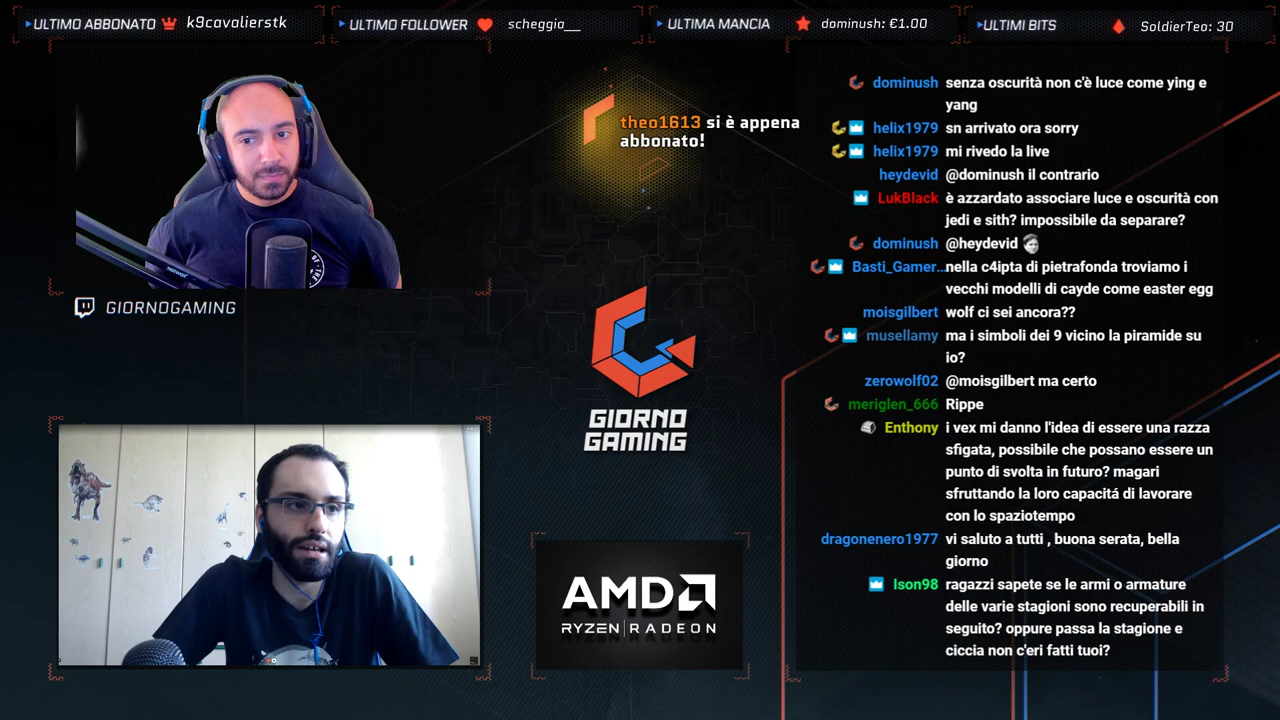 ULTIMO ABBONATO k9cavalierstk
ULTIMO FOLLOWER scheggia__
ULTIMA MANCIA dominush: €1.00
ULTIMI BITS SoldierTeo: 30
theo1613 si è appena
abbonato!
GIORNOGAMING
GIORNO
GAMING
AMD
RYZEN | RADEON
dominush senza oscurità non c'è luce come ying e
yang
helix1979 sn arrivato ora sorry
helix1979 mi rivedo la live
heydevid @dominush il contrario
LukBlack è azzardato associare luce e oscurità con
jedi e sith? impossibile da separare?
dominush @heydevid
Basti_Gamer... nella c4ipta di pietrafonda troviamo i
vecchi modelli di cayde come easter egg
moisgilbert wolf ci sei ancora??
musellamy ma i simboli dei 9 vicino la piramide su
io?
zerowolf02 @moisgilbert ma certo
meriglen_666 Rippe
Enthony i vex mi danno l'idea di essere una razza
sfigata, possibile che possano essere un
punto di svolta in futuro? magari
sfruttando la loro capacitá di lavorare
con lo spaziotempo
dragonenero1977 vi saluto a tutti , buona serata, bella
giorno
Ison98 ragazzi sapete se le armi o armature
delle varie stagioni sono recuperabili in
seguito? oppure passa la stagione e
ciccia non c'eri fatti tuoi?